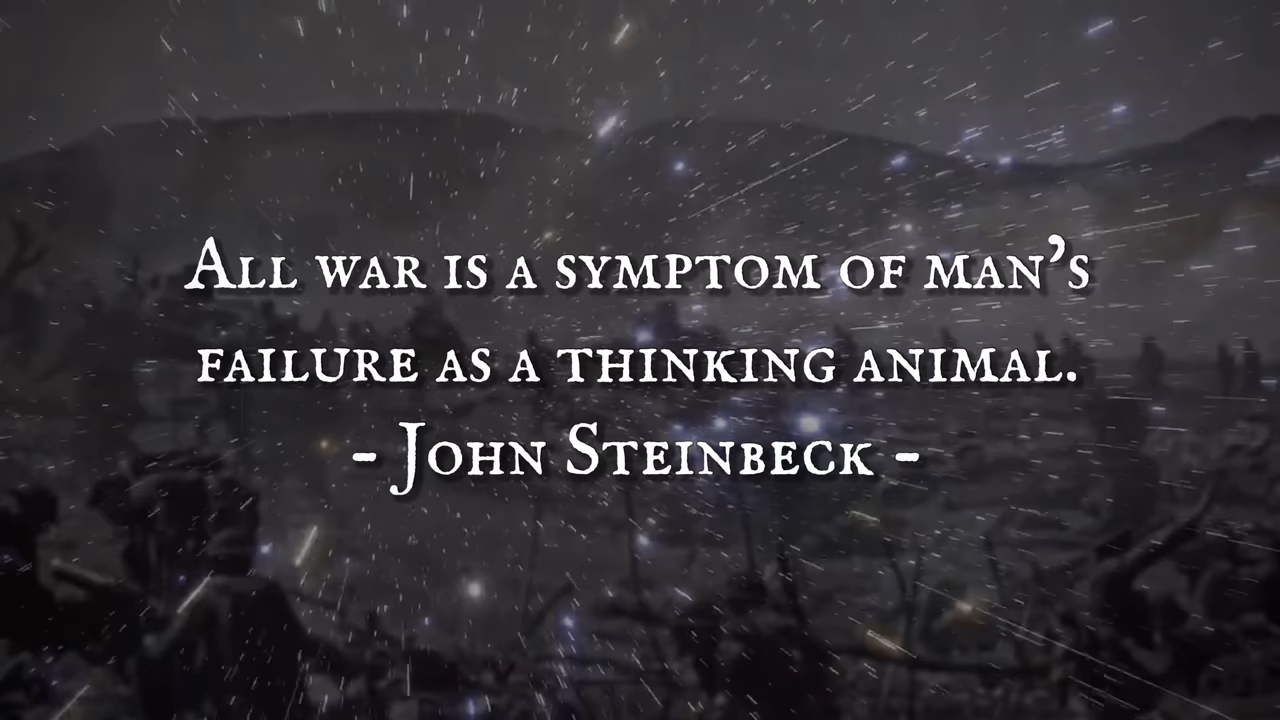 All war is a symptom of man's
failure as a thinking animal.
- John Steinbeck -